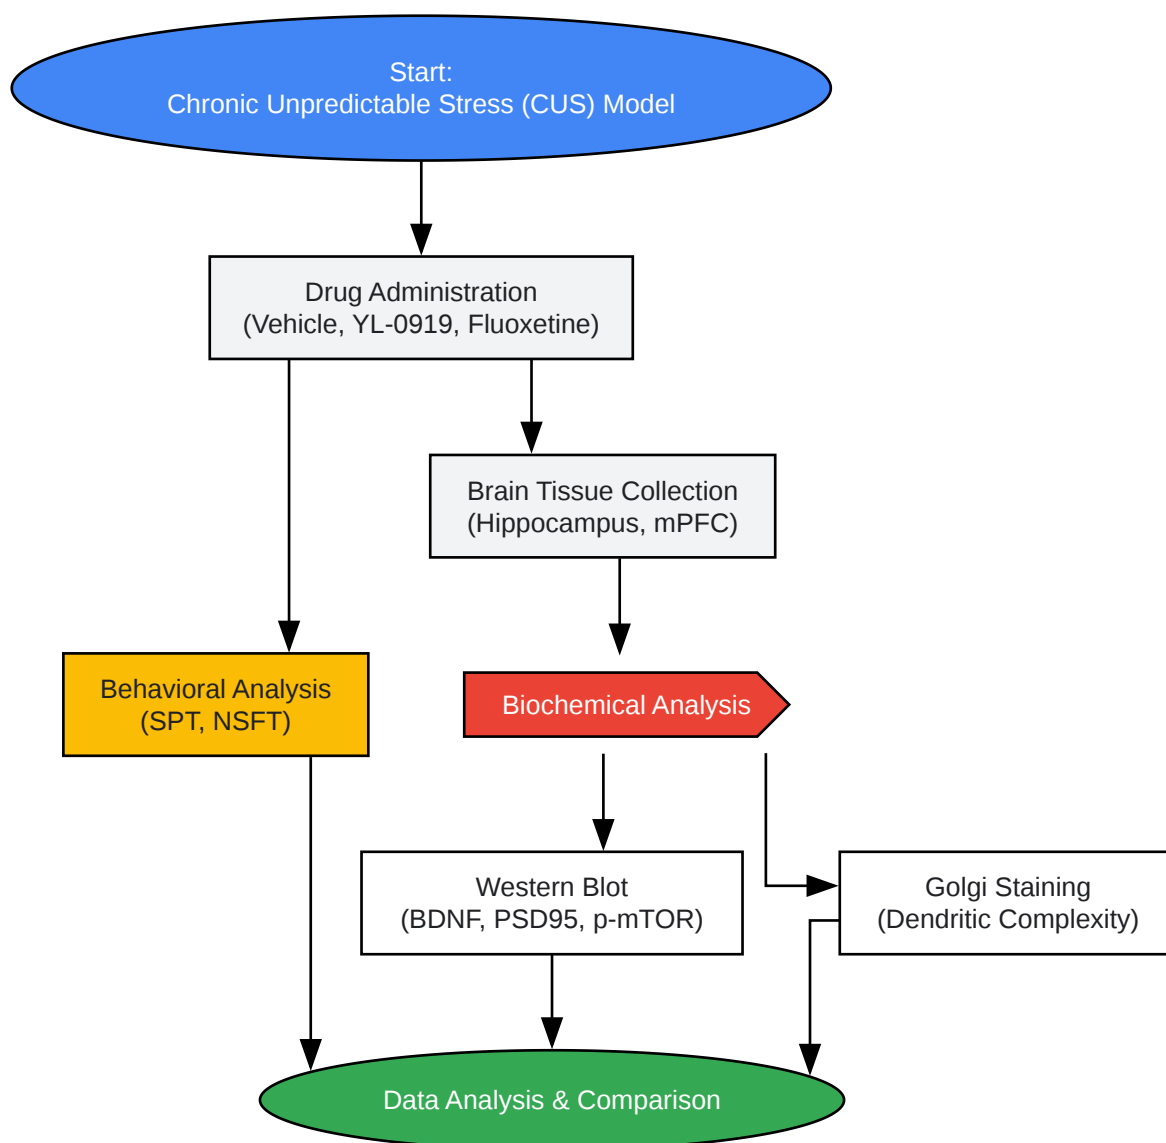 Start:
Chronic Unpredictable Stress (CUS) Model
Drug Administration
(Vehicle, YL-0919, Fluoxetine)
Brain Tissue Collection
(Hippocampus, mPFC)
Behavioral Analysis
(SPT, NSFT)
Biochemical Analysis
Western Blot
(BDNF, PSD95, p-mTOR)
Golgi Staining
(Dendritic Complexity)
Data Analysis & Comparison